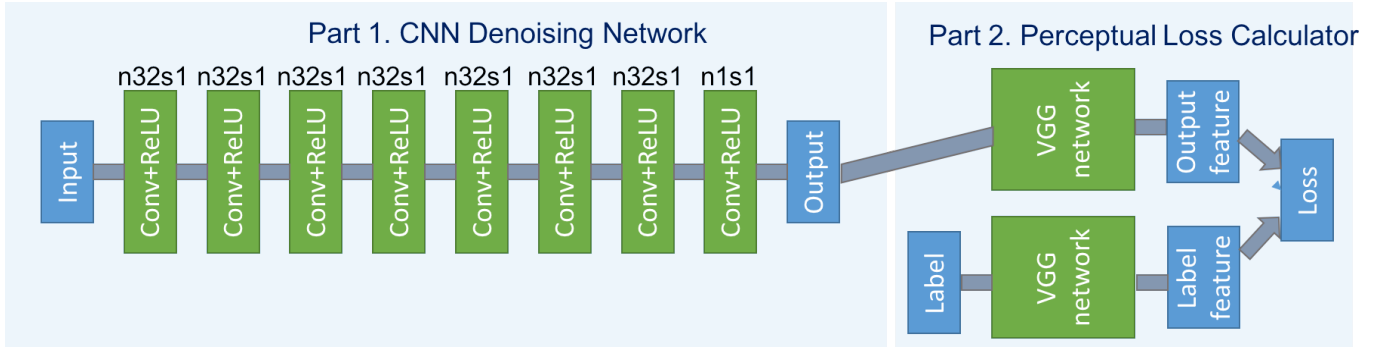 Part 1. CNN Denoising Network
n32s1 n32s1 n32s1 n32s1 n32s1 n32s1 n32s1 n1s1
Input
Conv+ReLU
Conv+ReLU
Conv+ReLU
Conv+ReLU
Conv+ReLU
Conv+ReLU
Conv+ReLU
Conv+ReLU
Output
Part 2. Perceptual Loss Calculator
VGG
network
Output
feature
Label
VGG
network
Label
feature
Loss